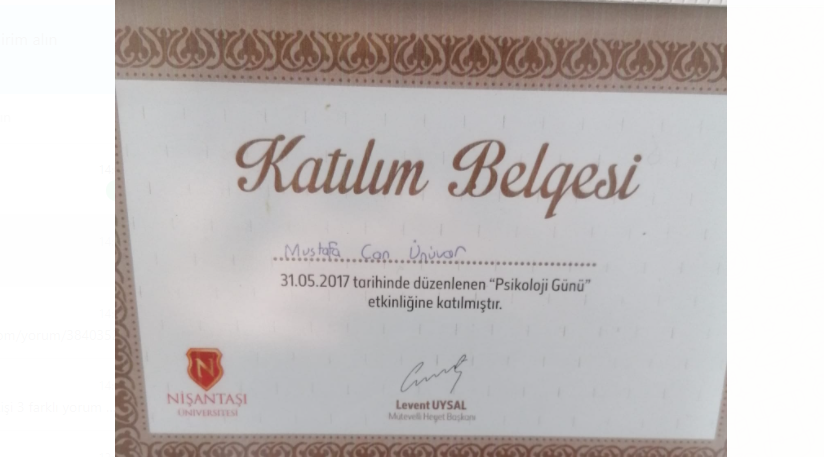 Katılım Belgesi
Mustafa Can Ünüvar
31.05.2017 tarihinde düzenlenen "Psikoloji Günü"
etkinliğine katılmıştır.
N
NİŞANTAŞI
ÜNİVERSİTESİ
Levent UYSAL
Mütevelli Heyet Başkanı